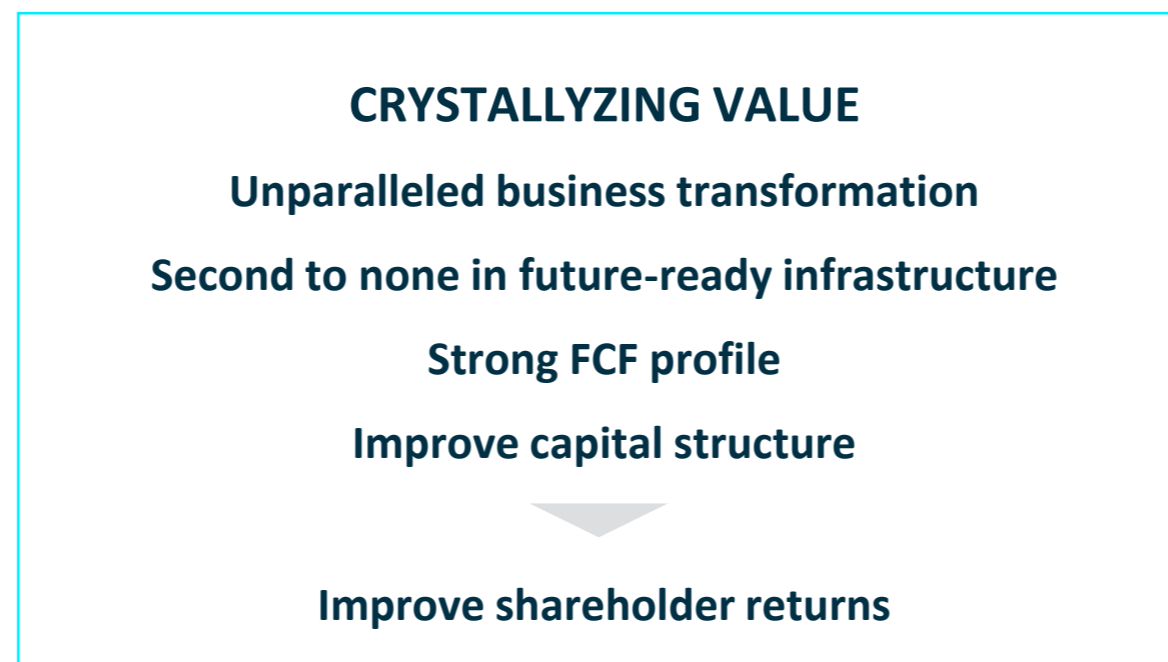 CRYSTALLYZING VALUE
Unparalleled business transformation
Second to none in future-ready infrastructure
Strong FCF profile
Improve capital structure
Improve shareholder returns